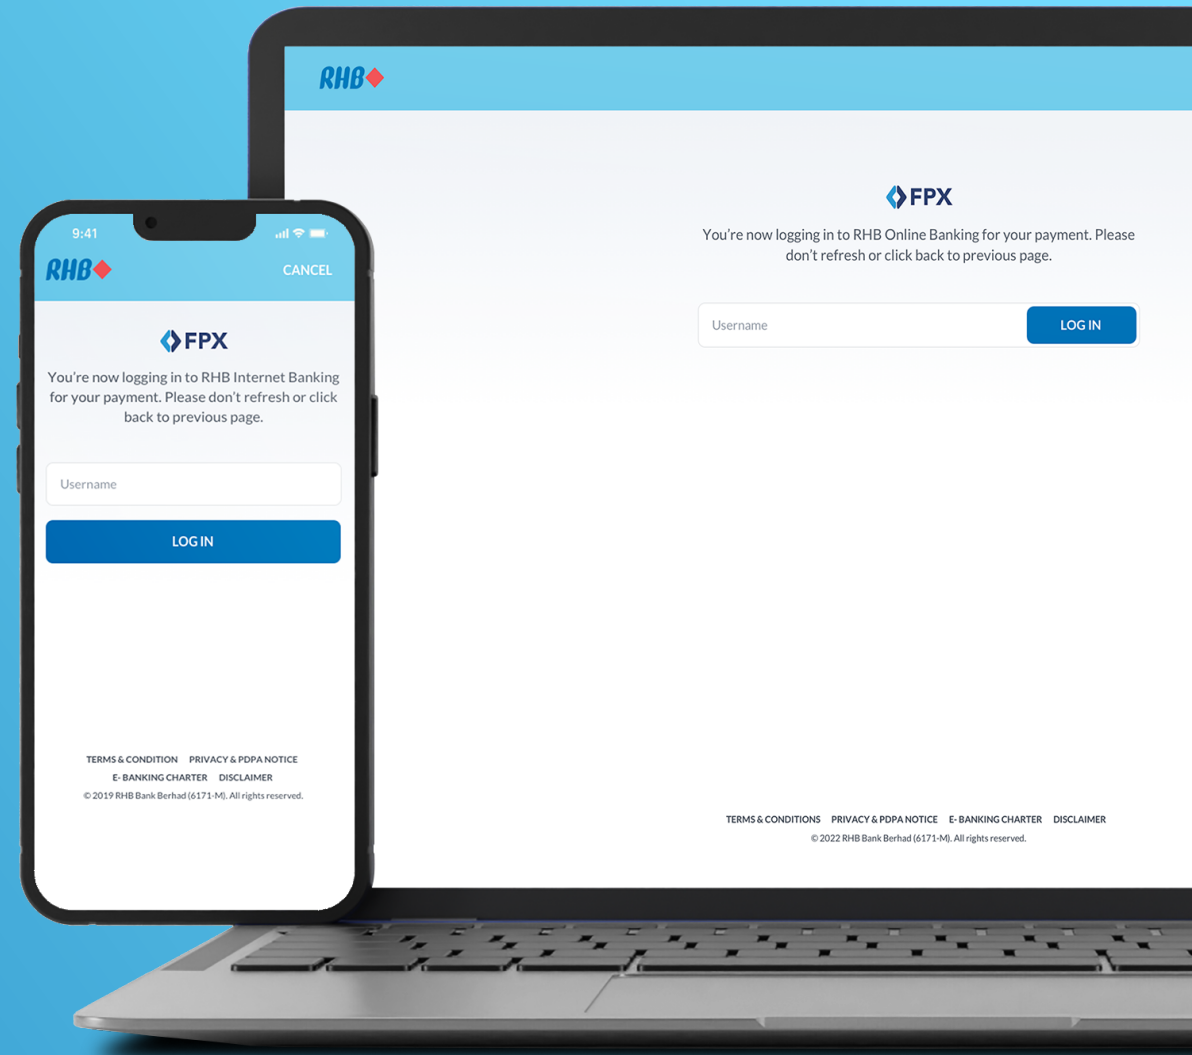 RHB
FPX
You're now logging in to RHB Online Banking for your payment. Please
don't refresh or click back to previous page.
Username
LOG IN
TERMS & CONDITIONS PRIVACY & PDPA NOTICE E- BANKING CHARTER DISCLAIMER
© 2022 RHB Bank Berhad (6171-M). All rights reserved.
9:41
RHB
CANCEL
FPX
You're now logging in to RHB Internet Banking
for your payment. Please don't refresh or click
back to previous page.
Username
LOG IN
TERMS & CONDITION PRIVACY & PDPA NOTICE
E- BANKING CHARTER DISCLAIMER
© 2019 RHB Bank Berhad (6171-M). All rights reserved.